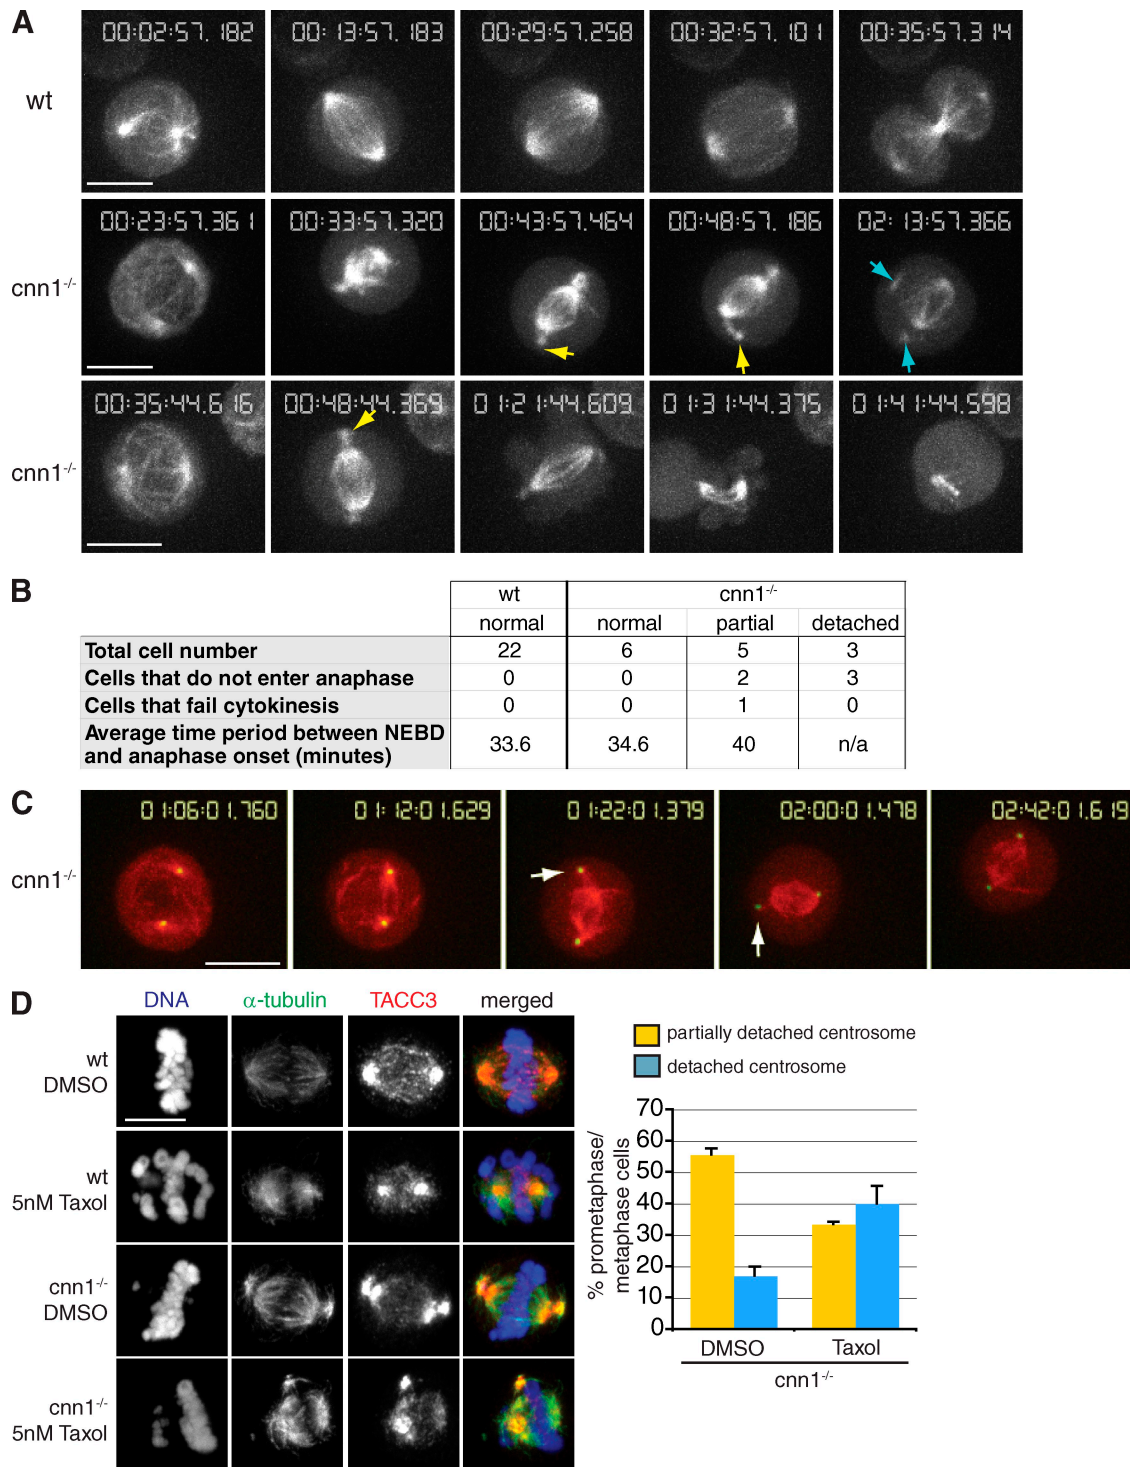 A
wt
00:02:57.182
00:13:57.183
00:29:57.258
00:32:57.101
00:35:57.314
cnn1-/-
00:23:57.361
00:33:57.320
00:43:57.464
00:48:57.186
02:13:57.366
cnn1-/-
00:35:44.616
00:48:44.369
01:21:44.609
01:31:44.375
01:41:44.598
B
wt cnn1-/-
normal normal partial detached
Total cell number 22 6 5 3
Cells that do not enter anaphase 0 0 2 3
Cells that fail cytokinesis 0 0 1 0
Average time period between NEBD
and anaphase onset (minutes) 33.6 34.6 40 n/a
C
cnn1-/-
01:06:01.760
01:12:01.629
01:22:01.379
02:00:01.478
02:42:01.619
D
DNA α-tubulin TACC3 merged
wt
DMSO
wt
5nM Taxol
cnn1-/-
DMSO
cnn1-/-
5nM Taxol
partially detached centrosome
detached centrosome
% prometaphase/
metaphase cells
70
60
50
40
30
20
10
0
DMSO Taxol
cnn1-/-